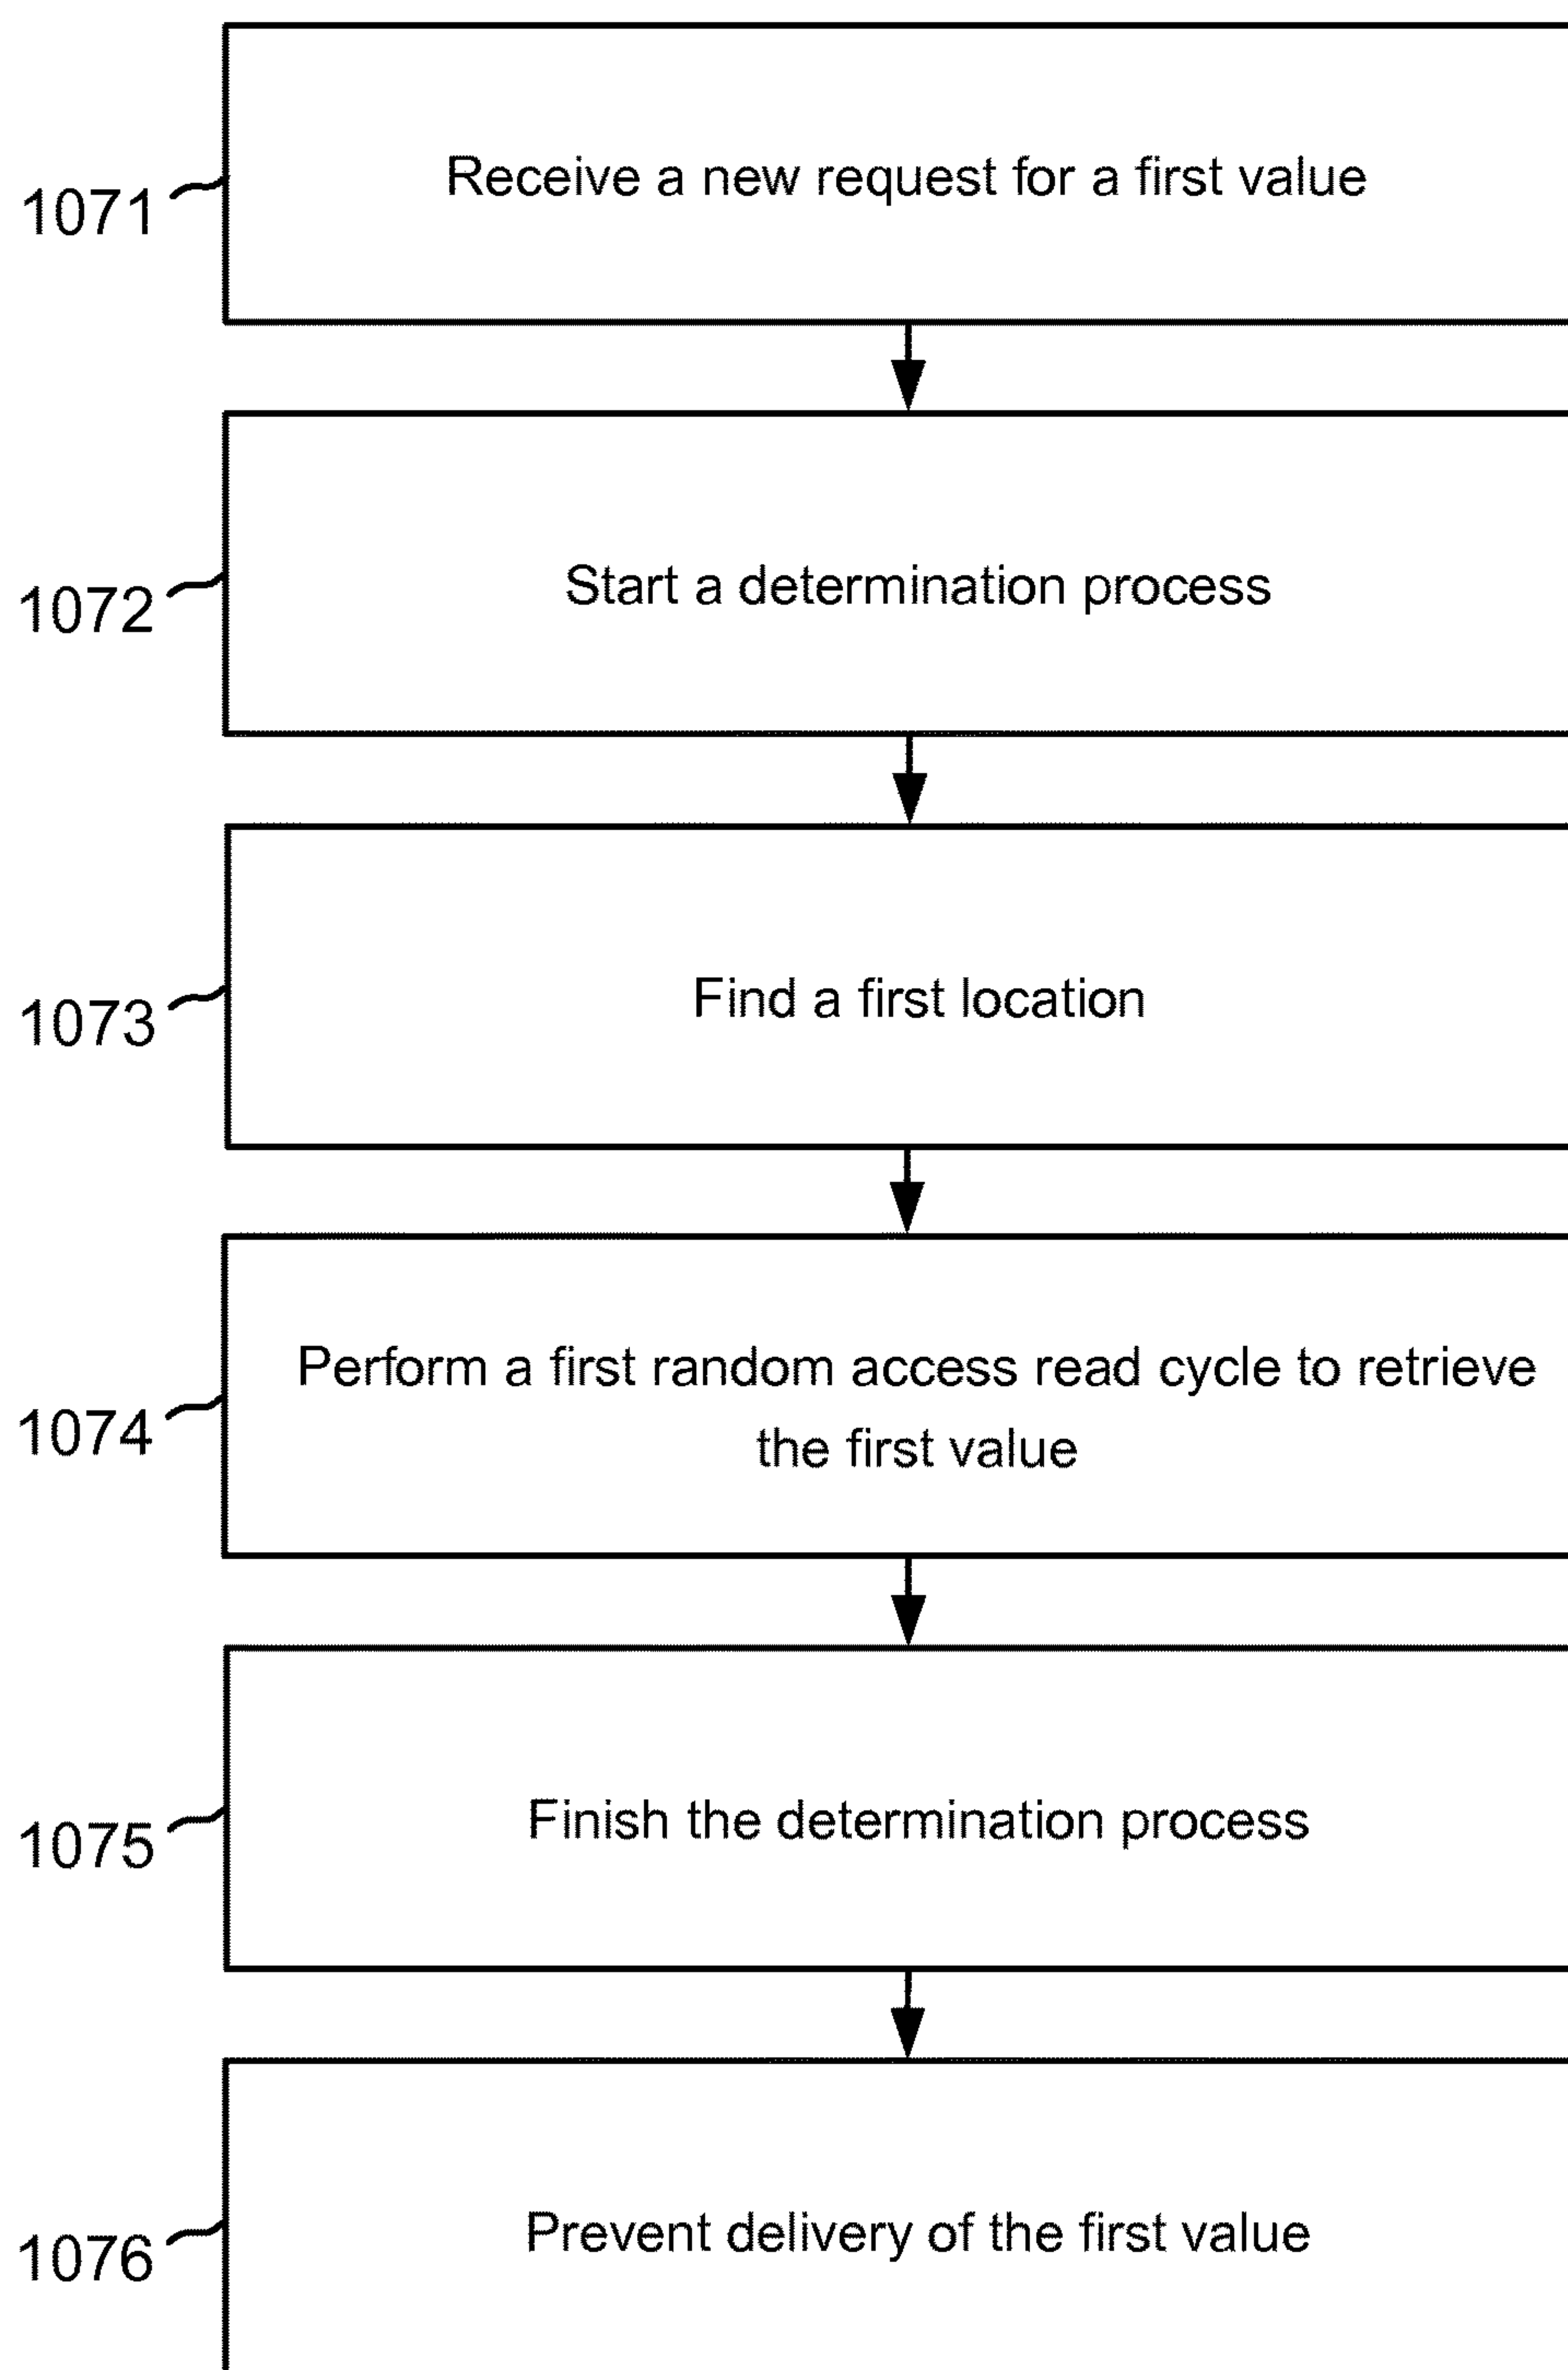 Receive a new request for a first value
1071
Start a determination process
1072
Find a first location
1073
Perform a first random access read cycle to retrieve
the first value
1074
Finish the determination process
1075
Prevent delivery of the first value
1076